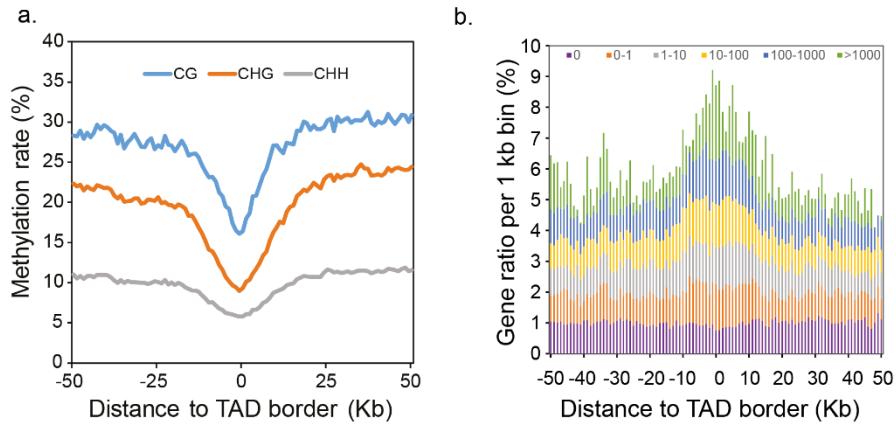 a.
40
35
30
25
20
15
10
5
0
Methylation rate (%)
CG CHG CHH
-50 -25 0 25 50
Distance to TAD border (Kb)
b.
10
9
8
7
6
5
4
3
2
1
0
Gene ratio per 1 kb bin (%)
0 0-1 1-10 10-100 100-1000 >1000
-50 -40 -30 -20 -10 0 10 20 30 40 50
Distance to TAD border (Kb)